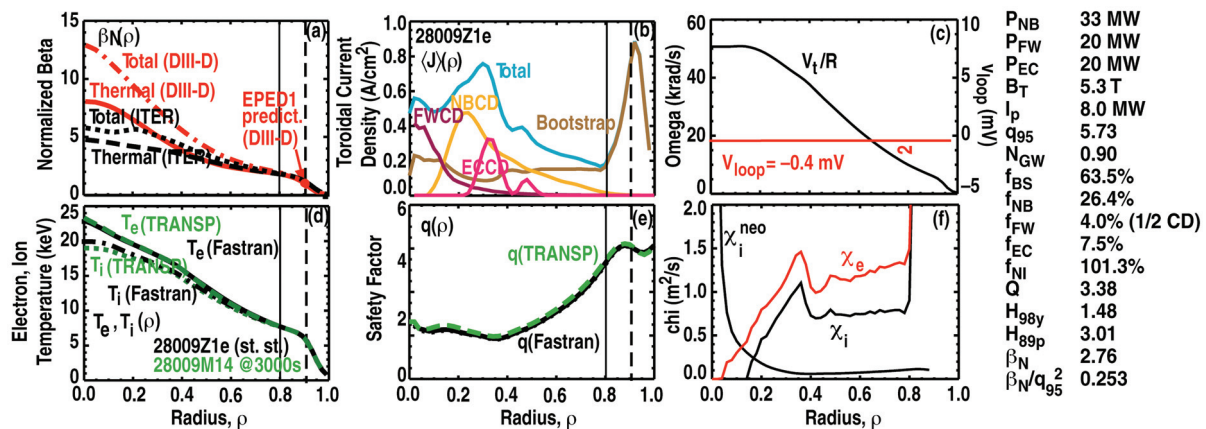 Normalized Beta
15
10
5
0
βN(ρ)
(a)
Total (DIII-D)
Thermal (DIII-D)
EPED1
predict.
(DIII-D)
Total (ITER)
Thermal (ITER)
Toroidal Current
Density (A/cm2)
1.0
0.8
0.6
0.4
0.2
0.0
28009Z1e
⟨J⟩(ρ)
(b)
Total
NBCD
FWCD
Bootstrap
ECCD
Omega (krad/s)
60
40
20
0
(c)
Vt/R
Vloop = −0.4 mV
2
10
5
0
−5
Vloop (mV)
Electron, Ion
Temperature (keV)
25
20
15
10
5
0
(d)
Te (TRANSP)
Te (Fastran)
Ti (TRANSP)
Ti (Fastran)
Te , Ti (ρ)
28009Z1e (st. st.)
28009M14 @3000s
0.0 0.2 0.4 0.6 0.8 1.0
Radius, ρ
Safety Factor
6
4
2
0
q(ρ)
(e)
q(TRANSP)
q(Fastran)
0.0 0.2 0.4 0.6 0.8 1.0
Radius, ρ
chi (m2/s)
2.0
1.5
1.0
0.5
0.0
χi neo
(f)
χe
χi
0.0 0.2 0.4 0.6 0.8 1.0
Radius, ρ
PNB 33 MW
PFW 20 MW
PEC 20 MW
BT 5.3 T
Ip 8.0 MW
q95 5.73
NGW 0.90
fBS 63.5%
fNB 26.4%
fFW 4.0% (1/2 CD)
fEC 7.5%
fNI 101.3%
Q 3.38
H98y 1.48
H89p 3.01
βN 2.76
βN/q95 2 0.253